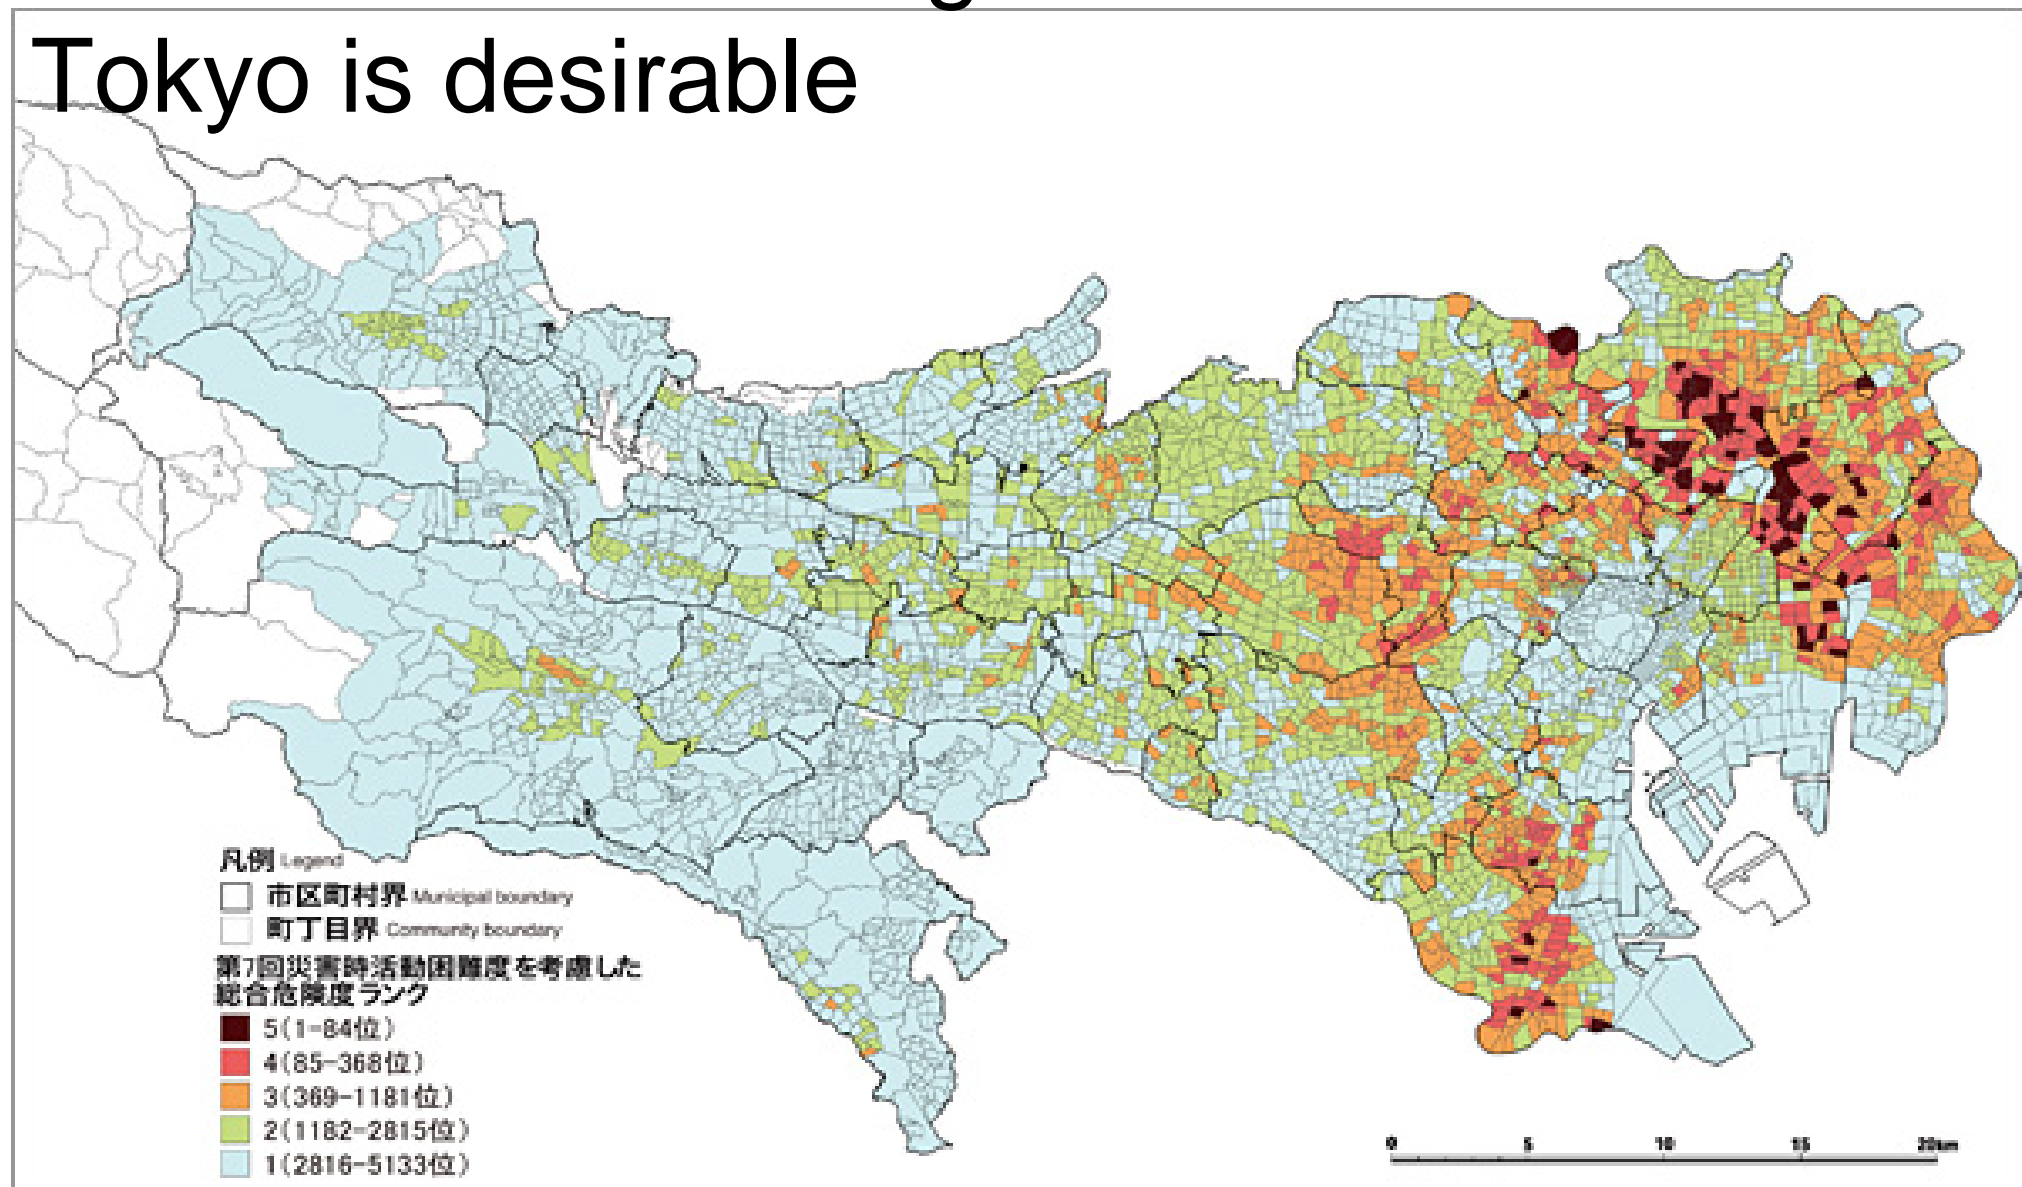 Tokyo is desirable
凡例 Legend
市区町村界 Municipal boundary
町丁目界 Community boundary
第7回災害時活動困難度を考慮した
総合危険度ランク
5(1-84位)
4(85-368位)
3(369-1181位)
2(1182-2815位)
1(2816-5133位)
0 5 10 15 20km